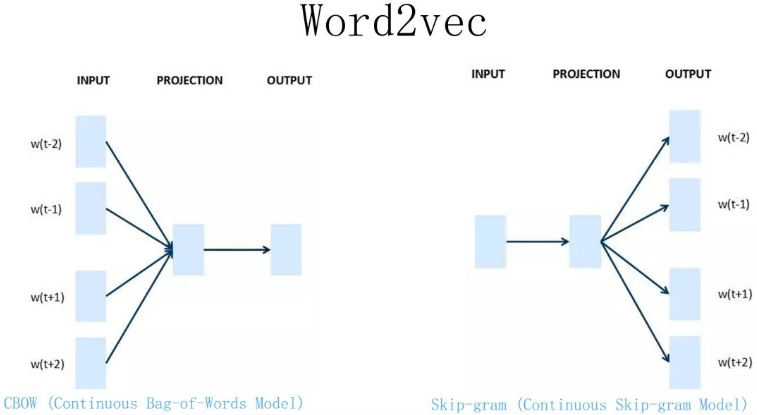 Word2vec
INPUT PROJECTION OUTPUT
w(t-2)
w(t-1)
w(t+1)
w(t+2)
CBOW (Continuous Bag-of-Words Model)
INPUT PROJECTION OUTPUT
w(t-2)
w(t-1)
w(t+1)
w(t+2)
Skip-gram (Continuous Skip-gram Model)